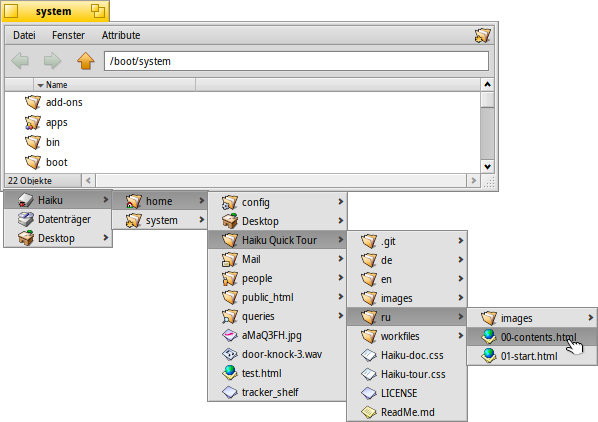 system
Datei Fenster Attribute
/boot/system
Name
add-ons
apps
bin
boot
22 Objekte
Haiku
Datenträger
Desktop
home
system
config
Desktop
Haiku Quick Tour
Mail
people
public_html
queries
aMaQ3FH.jpg
door-knock-3.wav
test.html
tracker_shelf
.git
de
en
images
ru
workfiles
Haiku-doc.css
Haiku-tour.css
LICENSE
ReadMe.md
images
00-contents.html
01-start.html